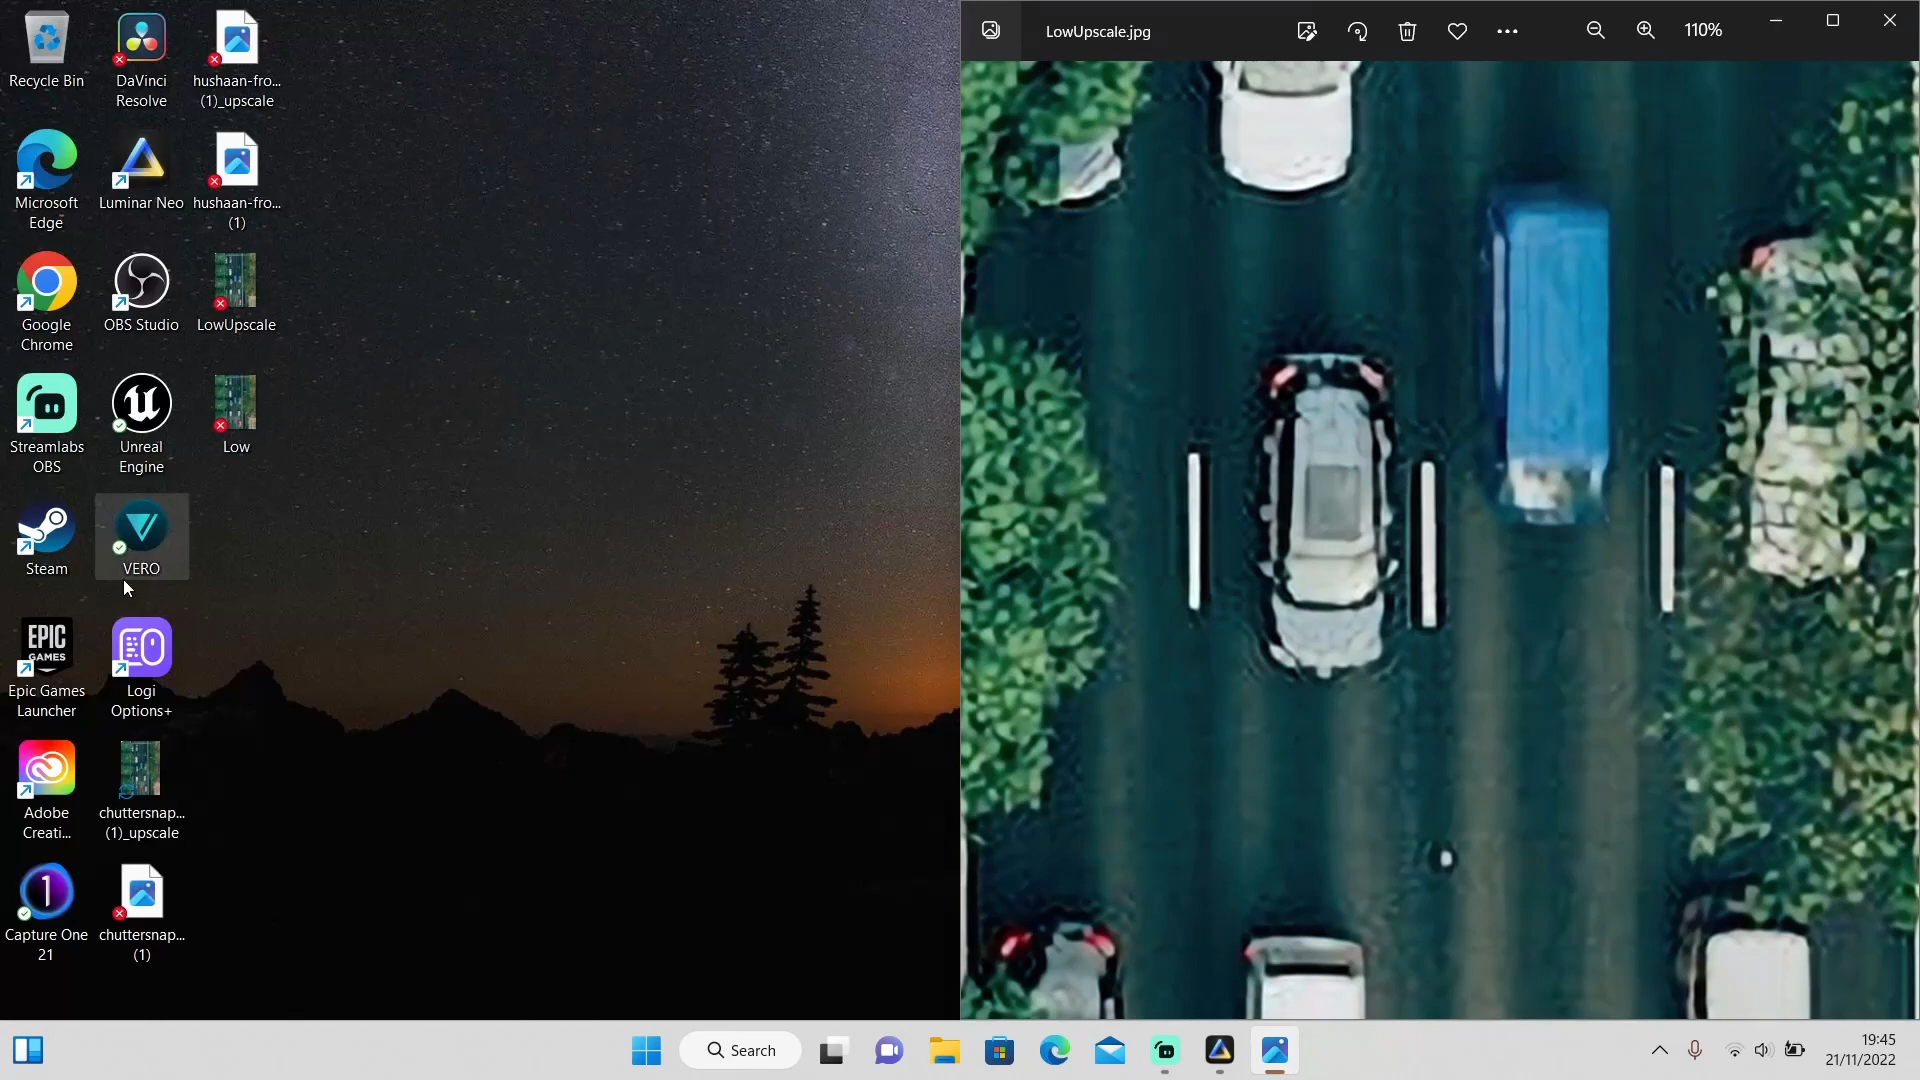 Recycle Bin
DaVinci
Resolve
hushaan-fro...
(1)_upscale
Microsoft
Edge
Luminar Neo
hushaan-fro...
(1)
Google
Chrome
OBS Studio
LowUpscale
Streamlabs
OBS
Unreal
Engine
Low
Steam
VERO
EPIC
GAMES
Epic Games
Launcher
Logi
Options+
Adobe
Creati...
chuttersnap...
(1)_upscale
1
Capture One
21
chuttersnap...
(1)
LowUpscale.jpg
110%
Search
19:45
21/11/2022